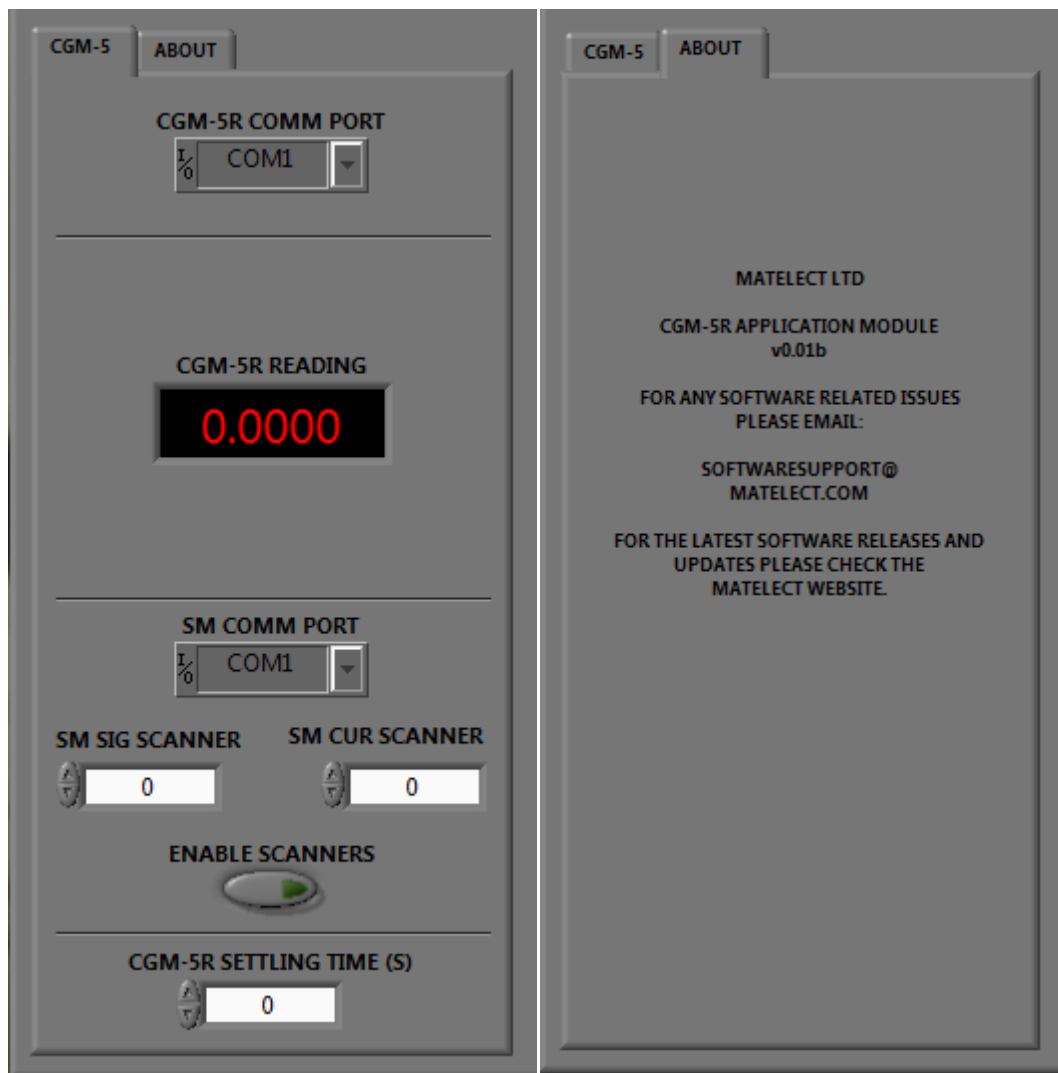 CGM-5 ABOUT
CGM-5R COMM PORT
I/O COM1
CGM-5R READING
0.0000
SM COMM PORT
I/O COM1
SM SIG SCANNER SM CUR SCANNER
0 0
ENABLE SCANNERS
CGM-5R SETTLING TIME (S)
0
CGM-5 ABOUT
MATELECT LTD
CGM-5R APPLICATION MODULE
v0.01b
FOR ANY SOFTWARE RELATED ISSUES
PLEASE EMAIL:
SOFTWARESUPPORT@
MATELECT.COM
FOR THE LATEST SOFTWARE RELEASES AND
UPDATES PLEASE CHECK THE
MATELECT WEBSITE.